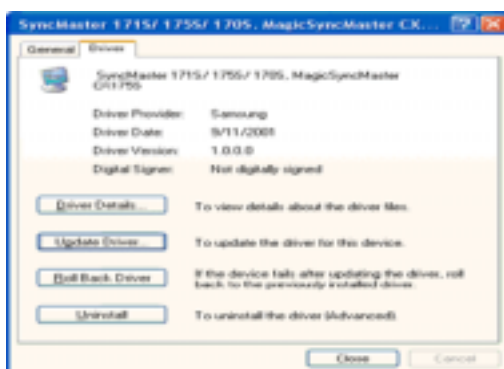 SyncMaster 171S/ 175S/ 170S, MagicSyncMaster CX...
General Driver
SyncMaster 171S/ 175S/ 170S, MagicSyncMaster
CX175S
Driver Provider: Samsung
Driver Date: 9/11/2001
Driver Version: 1.0.0.0
Digital Signer: Not digitally signed
Driver Details... To view details about the driver files.
Update Driver... To update the driver for this device.
Roll Back Driver If the device fails after updating the driver, roll
back to the previously installed driver.
Uninstall To uninstall the driver (Advanced).
Close Cancel